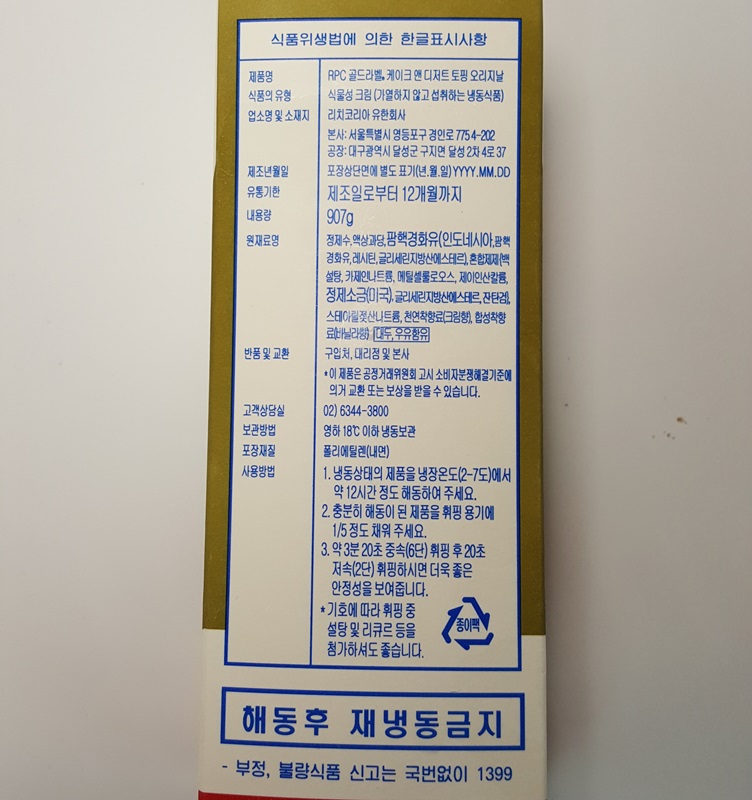 식품위생법에 의한 한글표시사항
제품명 RPC 골드라벨, 케이크 앤 디저트 토핑 오리지날
식품의 유형 식물성 크림 (가열하지 않고 섭취하는 냉동식품)
업소명 및 소재지 리치코리아 유한회사
본사: 서울특별시 영등포구 경인로 775 4-202
공장: 대구광역시 달성군 구지면 달성 2차 4로 37
제조년월일 포장상단면에 별도 표기(년.월.일) YYYY.MM.DD
유통기한 제조일로부터 12개월까지
내용량 907g
원재료명 정제수, 액상과당, 팜핵경화유(인도네시아, 팜핵
경화유, 레시틴, 글리세린지방산에스테르), 혼합제제(백
설탕, 카제인나트륨, 메틸셀룰로오스, 제이인산칼륨,
정제소금(미국), 글리세린지방산에스테르, 잔탄검),
스테아릴젖산나트륨, 천연착향료(크림향), 합성착향
료(바닐라향) 대두, 우유함유
반품 및 교환 구입처, 대리점 및 본사
* 이 제품은 공정거래위원회 고시 소비자분쟁해결기준에
의거 교환 또는 보상을 받을 수 있습니다.
고객상담실 02) 6344-3800
보관방법 영하 18℃ 이하 냉동보관
포장재질 폴리에틸렌(내면)
사용방법 1. 냉동상태의 제품을 냉장온도(2-7도)에서
약 12시간 정도 해동하여 주세요.
2. 충분히 해동이 된 제품을 휘핑 용기에
1/5 정도 채워 주세요.
3. 약 3분 20초 중속(6단) 휘핑 후 20초
저속(2단) 휘핑하시면 더욱 좋은
안정성을 보여줍니다.
* 기호에 따라 휘핑 중
설탕 및 리큐르 등을
첨가하셔도 좋습니다.
종이팩
해동후 재냉동금지
- 부정, 불량식품 신고는 국번없이 1399